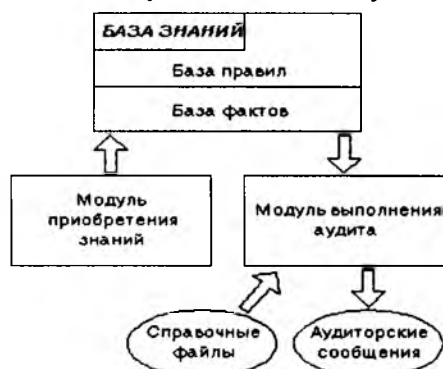 БАЗА ЗНАНИЙ
База правил
База фактов
Модуль
приобретения
знаний
Модуль выполнения
аудита
Справочные
файлы
Аудиторские
сообщения